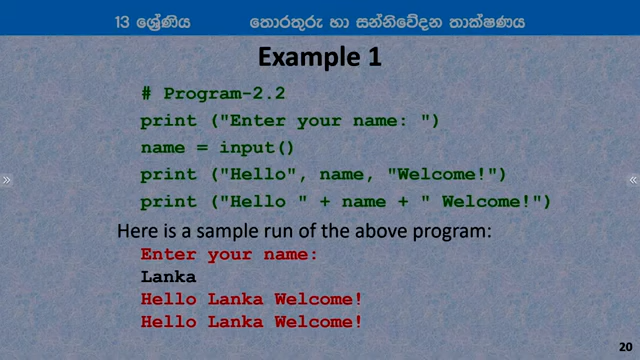 13 ශ්‍රේණිය තොරතුරු හා සන්නිවේදන තාක්ෂණය
Example 1
# Program-2.2
print ("Enter your name: ")
name = input()
print ("Hello", name, "Welcome!")
print ("Hello " + name + " Welcome!")
Here is a sample run of the above program:
Enter your name:
Lanka
Hello Lanka Welcome!
Hello Lanka Welcome!
20